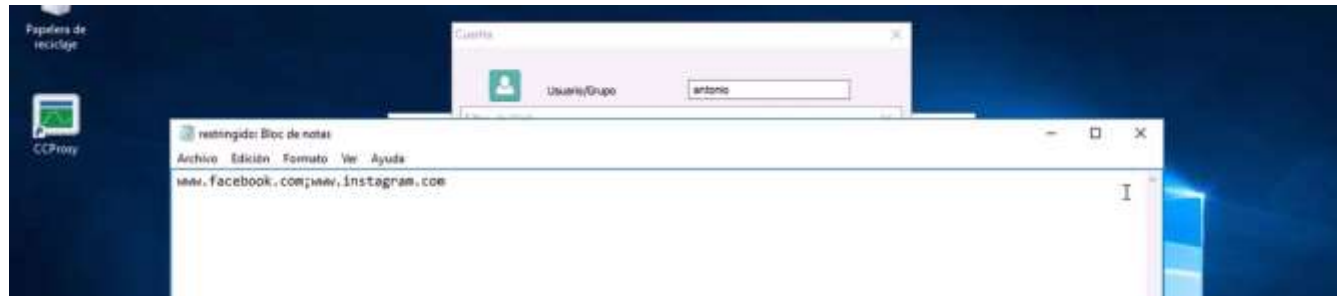 Papelera de
reciclaje
CCProxy
Cuenta
Usuario/Grupo
antonio
restringido: Bloc de notas
Archivo Edición Formato Ver Ayuda
www.facebook.com;www.instagram.com